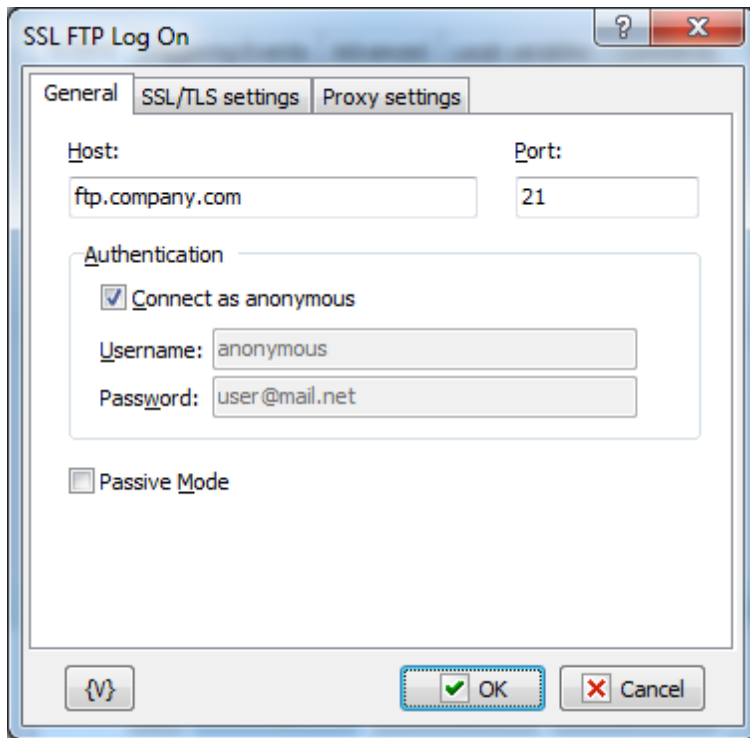 SSL FTP Log On
?
X
General SSL/TLS settings Proxy settings
Host: Port:
ftp.company.com 21
Authentication
Connect as anonymous
Username: anonymous
Password: user@mail.net
Passive Mode
{V} OK Cancel